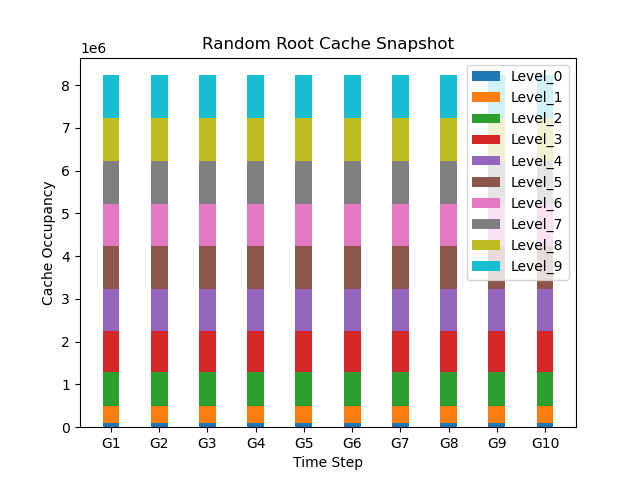 Random Root Cache Snapshot
1e6
Cache Occupancy
8
7
6
5
4
3
2
1
0
Level_0
Level_1
Level_2
Level_3
Level_4
Level_5
Level_6
Level_7
Level_8
Level_9
G1 G2 G3 G4 G5 G6 G7 G8 G9 G10
Time Step